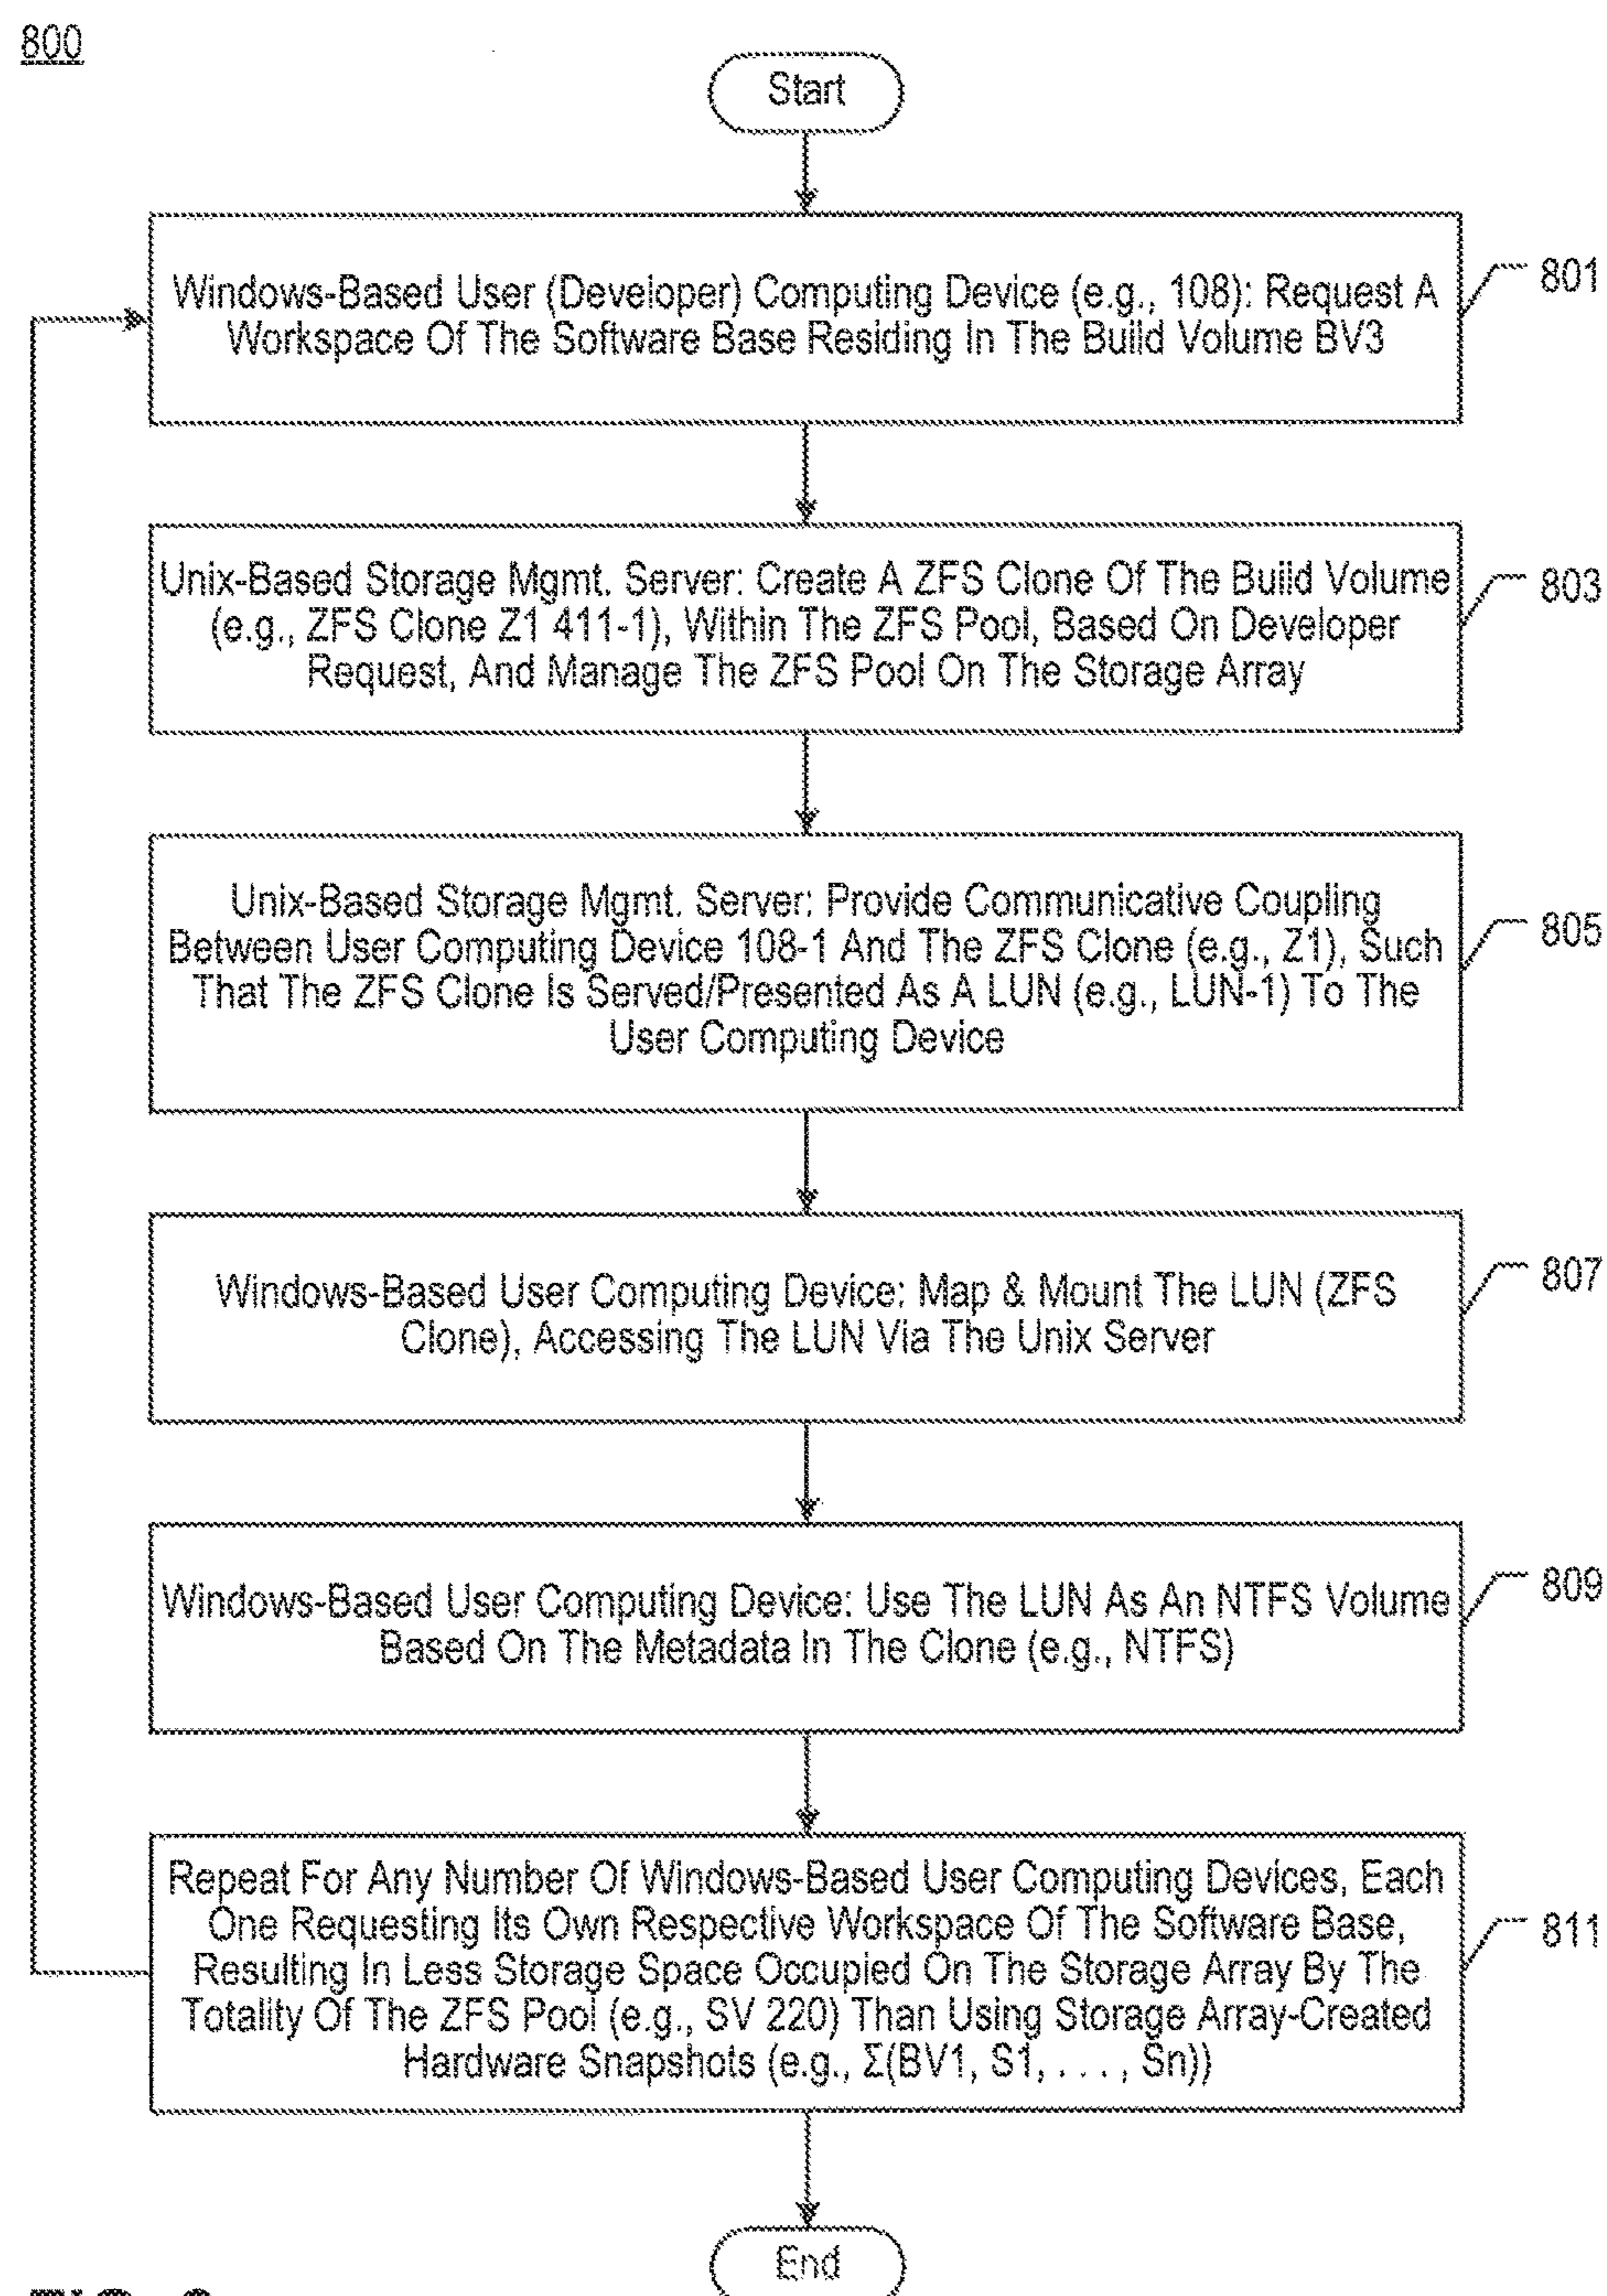 800
Start
Windows-Based User (Developer) Computing Device (e.g., 108): Request A
Workspace Of The Software Base Residing In The Build Volume BV3
801
Unix-Based Storage Mgmt. Server: Create A ZFS Clone Of The Build Volume
(e.g., ZFS Clone Z1 411-1), Within The ZFS Pool, Based On Developer
Request, And Manage The ZFS Pool On The Storage Array
803
Unix-Based Storage Mgmt. Server: Provide Communicative Coupling
Between User Computing Device 108-1 And The ZFS Clone (e.g., Z1), Such
That The ZFS Clone Is Served/Presented As A LUN (e.g., LUN-1) To The
User Computing Device
805
Windows-Based User Computing Device: Map & Mount The LUN (ZFS
Clone), Accessing The LUN Via The Unix Server
807
Windows-Based User Computing Device: Use The LUN As An NTFS Volume
Based On The Metadata In The Clone (e.g., NTFS)
809
Repeat For Any Number Of Windows-Based User Computing Devices, Each
One Requesting Its Own Respective Workspace Of The Software Base,
Resulting In Less Storage Space Occupied On The Storage Array By The
Totality Of The ZFS Pool (e.g., SV 220) Than Using Storage Array-Created
Hardware Snapshots (e.g., Σ(BV1, S1, . . . , Sn))
811
End